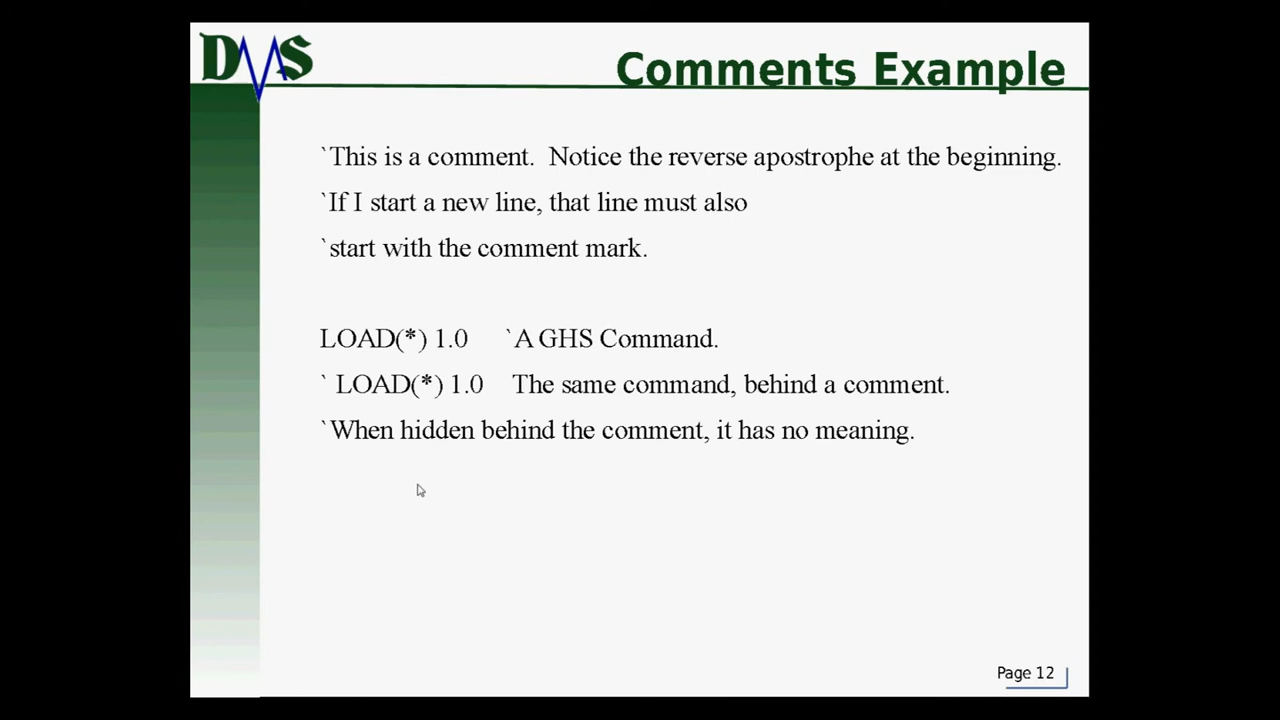 DMS
Comments Example
`This is a comment.  Notice the reverse apostrophe at the beginning.
`If I start a new line, that line must also
`start with the comment mark.
LOAD(*) 1.0     `A GHS Command.
` LOAD(*) 1.0    The same command, behind a comment.
`When hidden behind the comment, it has no meaning.
Page 12